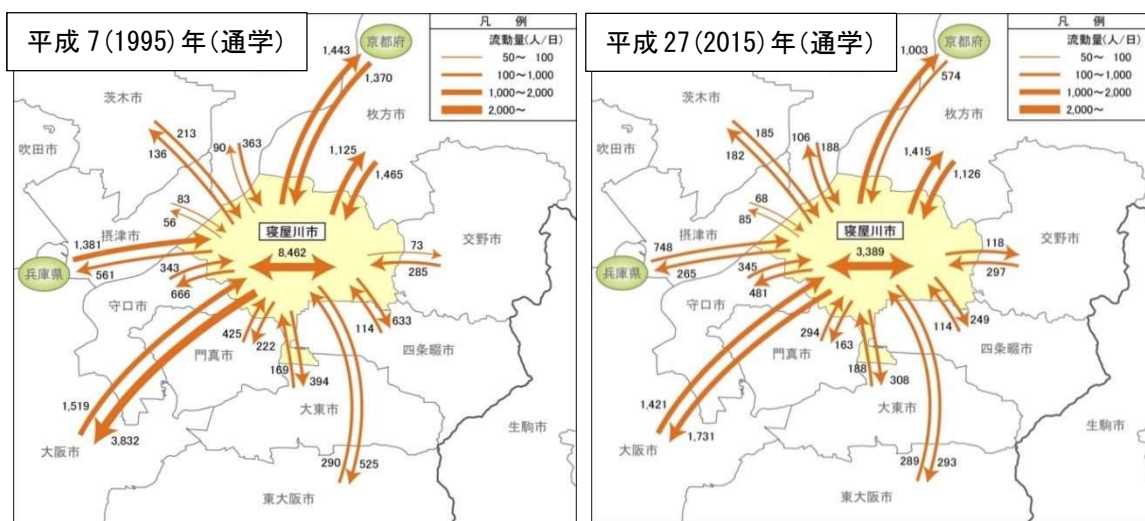 平成 7(1995)年(通学)
凡 例
流動量(人/日)
50～ 100
100～1,000
1,000～2,000
2,000～
京都府
1,443
1,370
茨木市
枚方市
213
136
90
363
吹田市
1,125
1,465
83
56
寝屋川市
8,462
摂津市
1,381
561
兵庫県
73
285
交野市
343
666
守口市
425
222
門真市
114
633
四条畷市
169
394
大東市
1,519
3,832
大阪市
290
525
東大阪市
生駒市
平成 27(2015)年(通学)
凡 例
流動量(人/日)
50～ 100
100～1,000
1,000～2,000
2,000～
京都府
1,003
574
茨木市
枚方市
185
182
106
188
吹田市
1,415
1,126
68
85
寝屋川市
3,389
摂津市
748
265
兵庫県
118
297
交野市
345
481
守口市
294
163
門真市
114
249
四条畷市
188
308
大東市
1,421
1,731
大阪市
289
293
東大阪市
生駒市